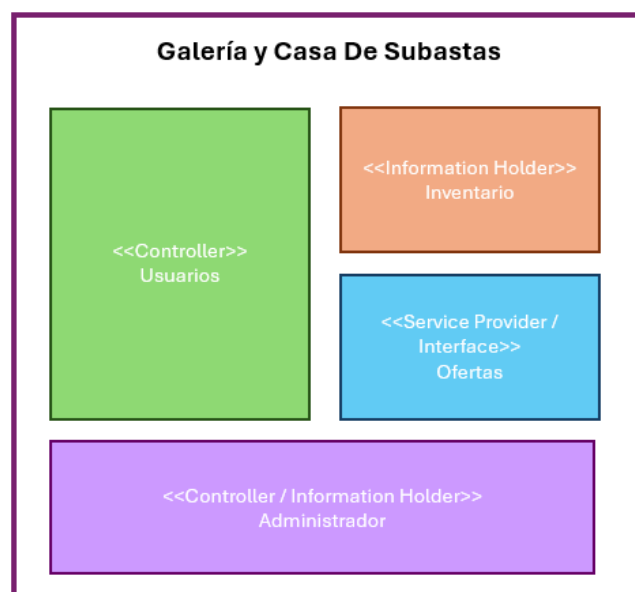 Galería y Casa De Subastas
<<Controller>>
Usuarios
<<Information Holder>>
Inventario
<<Service Provider /
Interface>>
Ofertas
<<Controller / Information Holder>>
Administrador